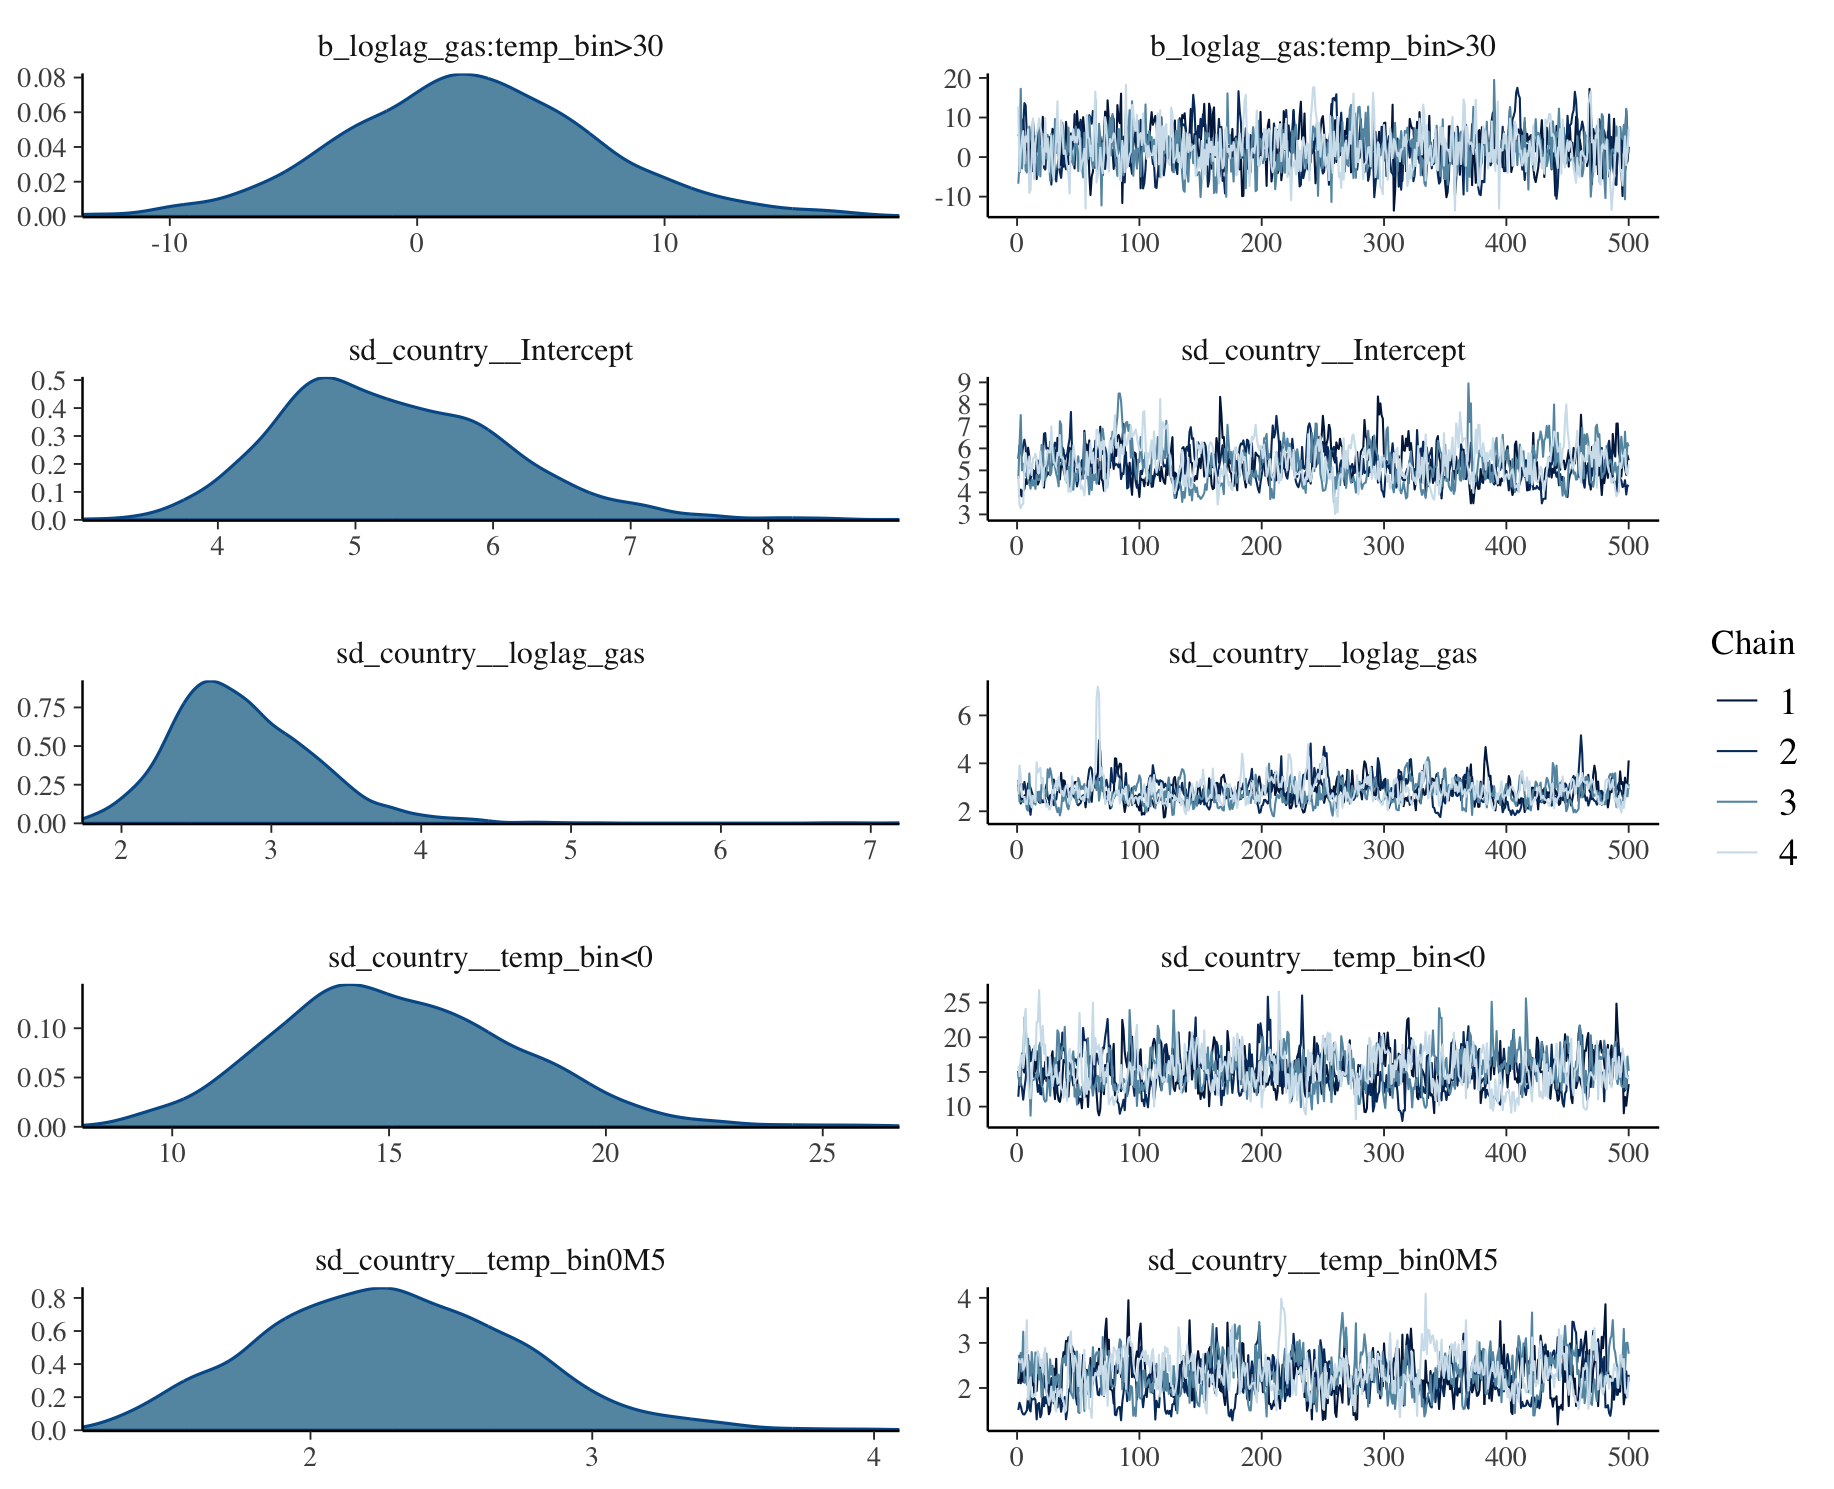 b_loglag_gas:temp_bin>30
0.08
0.06
0.04
0.02
0.00
-10 0 10
b_loglag_gas:temp_bin>30
20
10
0
-10
0 100 200 300 400 500
sd_country__Intercept
0.5
0.4
0.3
0.2
0.1
0.0
4 5 6 7 8
sd_country__Intercept
9
8
7
6
5
4
3
0 100 200 300 400 500
sd_country__loglag_gas
0.75
0.50
0.25
0.00
2 3 4 5 6 7
sd_country__loglag_gas
6
4
2
0 100 200 300 400 500
Chain
1
2
3
4
sd_country__temp_bin<0
0.10
0.05
0.00
10 15 20 25
sd_country__temp_bin<0
25
20
15
10
0 100 200 300 400 500
sd_country__temp_bin0M5
0.8
0.6
0.4
0.2
0.0
2 3 4
sd_country__temp_bin0M5
4
3
2
0 100 200 300 400 500